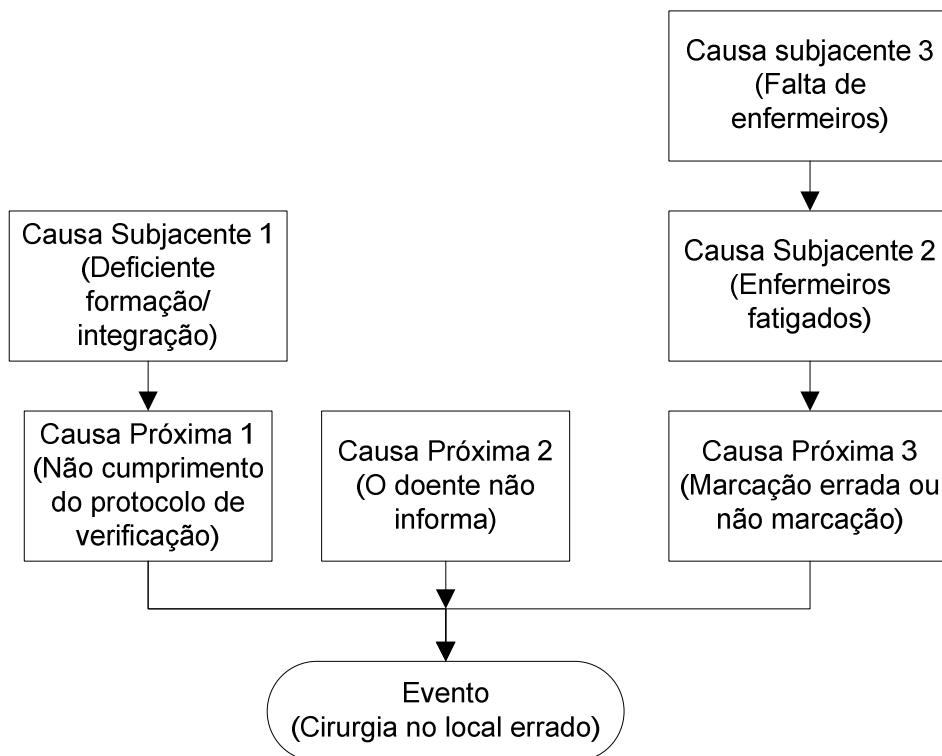 Causa subjacente 3
(Falta de
enfermeiros)
Causa Subjacente 1
(Deficiente
formação/
integração)
Causa Subjacente 2
(Enfermeiros
fatigados)
Causa Próxima 1
(Não cumprimento
do protocolo de
verificação)
Causa Próxima 2
(O doente não
informa)
Causa Próxima 3
(Marcação errada ou
não marcação)
Evento
(Cirurgia no local errado)